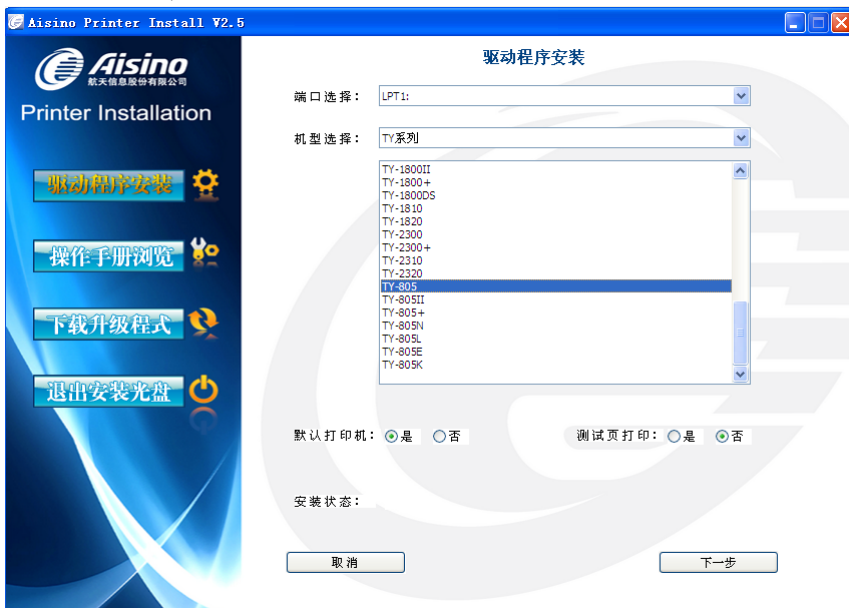 Aisino Printer Install V2.5
Aisino
航天信息股份有限公司
Printer Installation
驱动程序安装
操作手册浏览
下载升级程式
退出安装光盘
驱动程序安装
端口选择: LPT1:
机型选择: TY系列
TY-1800II
TY-1800+
TY-1800DS
TY-1810
TY-1820
TY-2300
TY-2300+
TY-2310
TY-2320
TY-805
TY-805II
TY-805+
TY-805N
TY-805L
TY-805E
TY-805K
默认打印机: 是 否 测试页打印: 是 否
安装状态:
取消 下一步